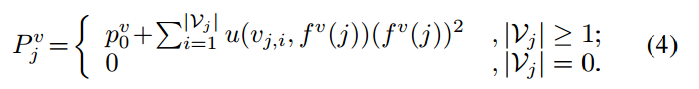 P_j^v = { p_0^v + ∑_{i=1}^{|𝒱_j|} u(v_{j,i}, f^v(j))(f^v(j))^2 , |𝒱_j| ≥ 1; (4)
0 , |𝒱_j| = 0.